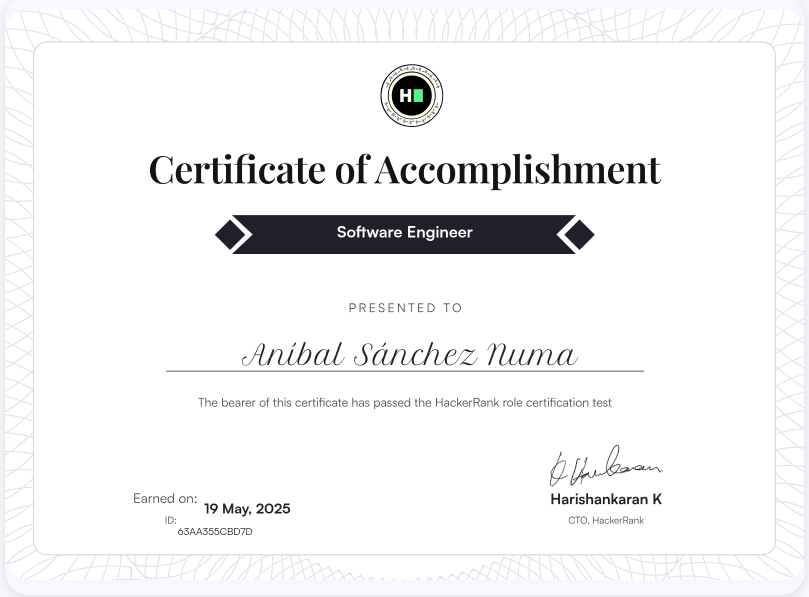 H
Certificate of Accomplishment
Software Engineer
PRESENTED TO
Aníbal Sánchez Numa
The bearer of this certificate has passed the HackerRank role certification test
Earned on: 19 May, 2025
ID:
63AA355CBD7D
Harishankaran K
CTO, HackerRank